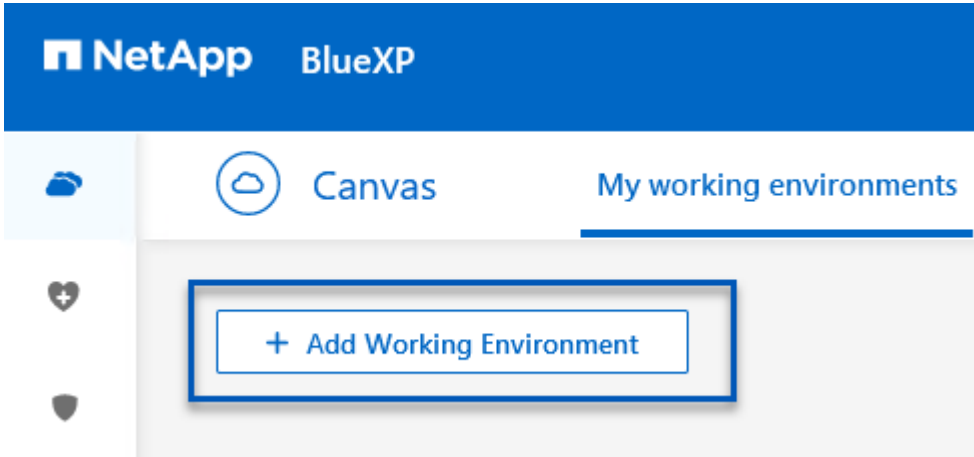 NetApp BlueXP
Canvas My working environments
+ Add Working Environment